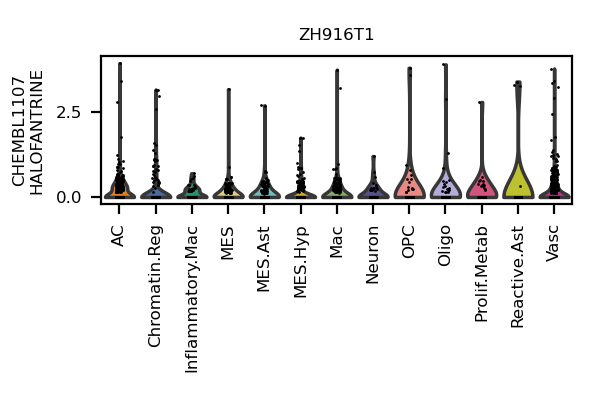 ZH916T1
CHEMBL1107
HALOFANTRINE
2.5
0.0
AC
Chromatin.Reg
Inflammatory.Mac
MES
MES.Ast
MES.Hyp
Mac
Neuron
OPC
Oligo
Prolif.Metab
Reactive.Ast
Vasc